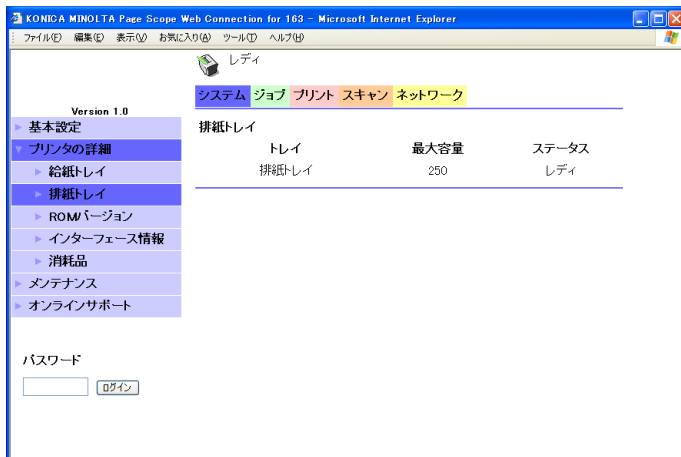 KONICA MINOLTA Page Scope Web Connection for 163 - Microsoft Internet Explorer
ファイル(F) 編集(E) 表示(V) お気に入り(A) ツール(T) ヘルプ(H)
レディ
システム ジョブ プリント スキャン ネットワーク
Version 1.0
基本設定
プリンタの詳細
給紙トレイ
排紙トレイ
ROMバージョン
インターフェース情報
消耗品
メンテナンス
オンラインサポート
排紙トレイ
トレイ 最大容量 ステータス
排紙トレイ 250 レディ
パスワード
ログイン